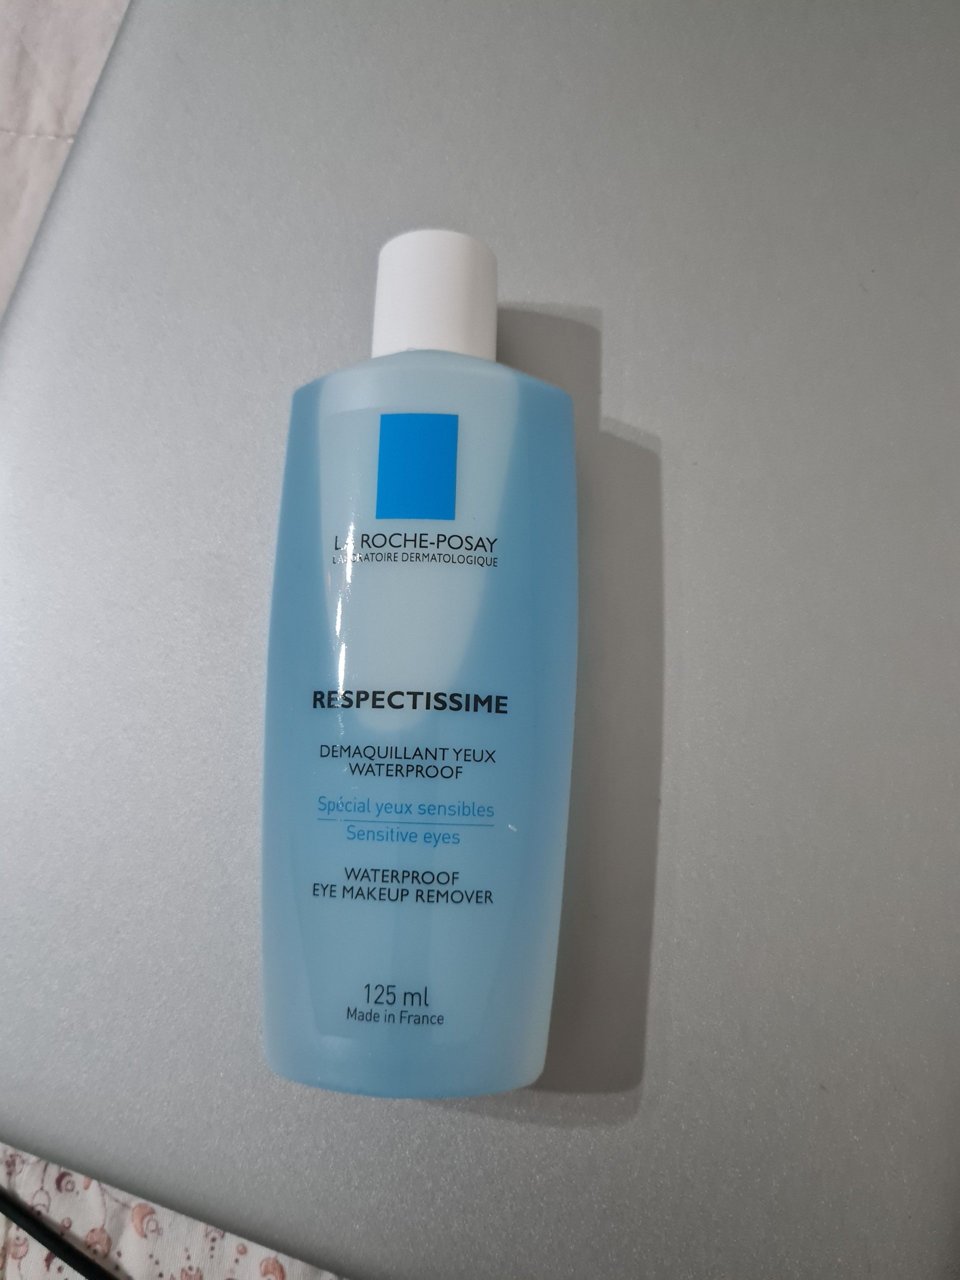 LA ROCHE-POSAY
LABORATOIRE DERMATOLOGIQUE
RESPECTISSIME
DEMAQUILLANT YEUX
WATERPROOF
Spécial yeux sensibles
Sensitive eyes
WATERPROOF
EYE MAKEUP REMOVER
125 ml
Made in France